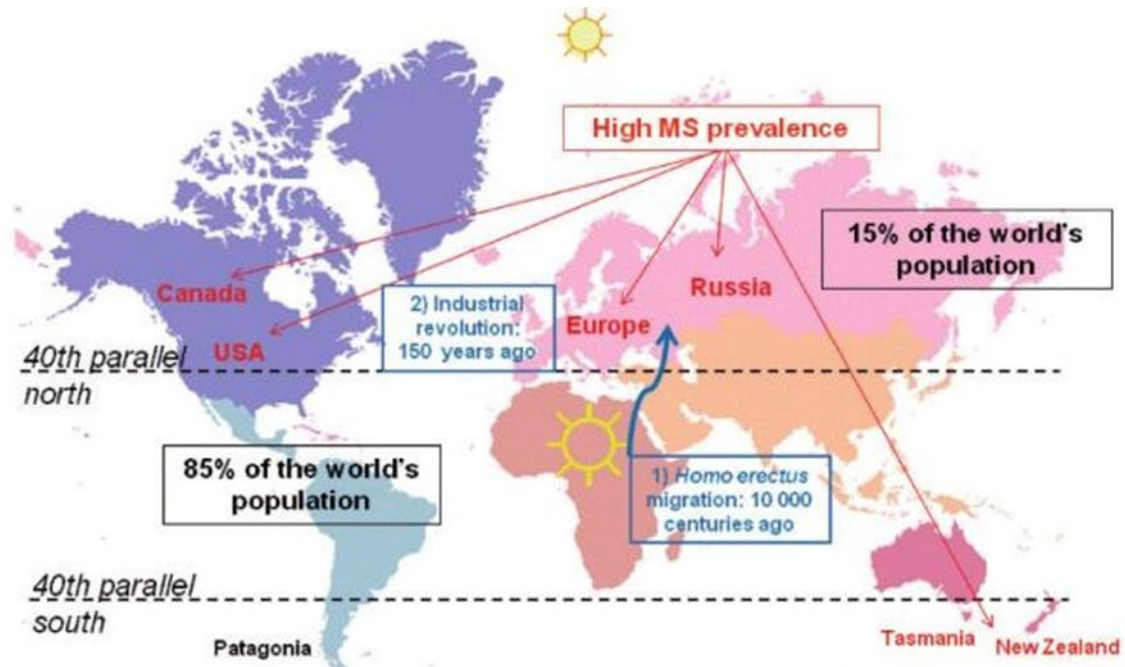 High MS prevalence
15% of the world's
population
Canada
2) Industrial
revolution:
150 years ago
Russia
Europe
USA
40th parallel
north
85% of the world's
population
1) Homo erectus
migration: 10 000
centuries ago
40th parallel
south
Patagonia
Tasmania
New Zealand